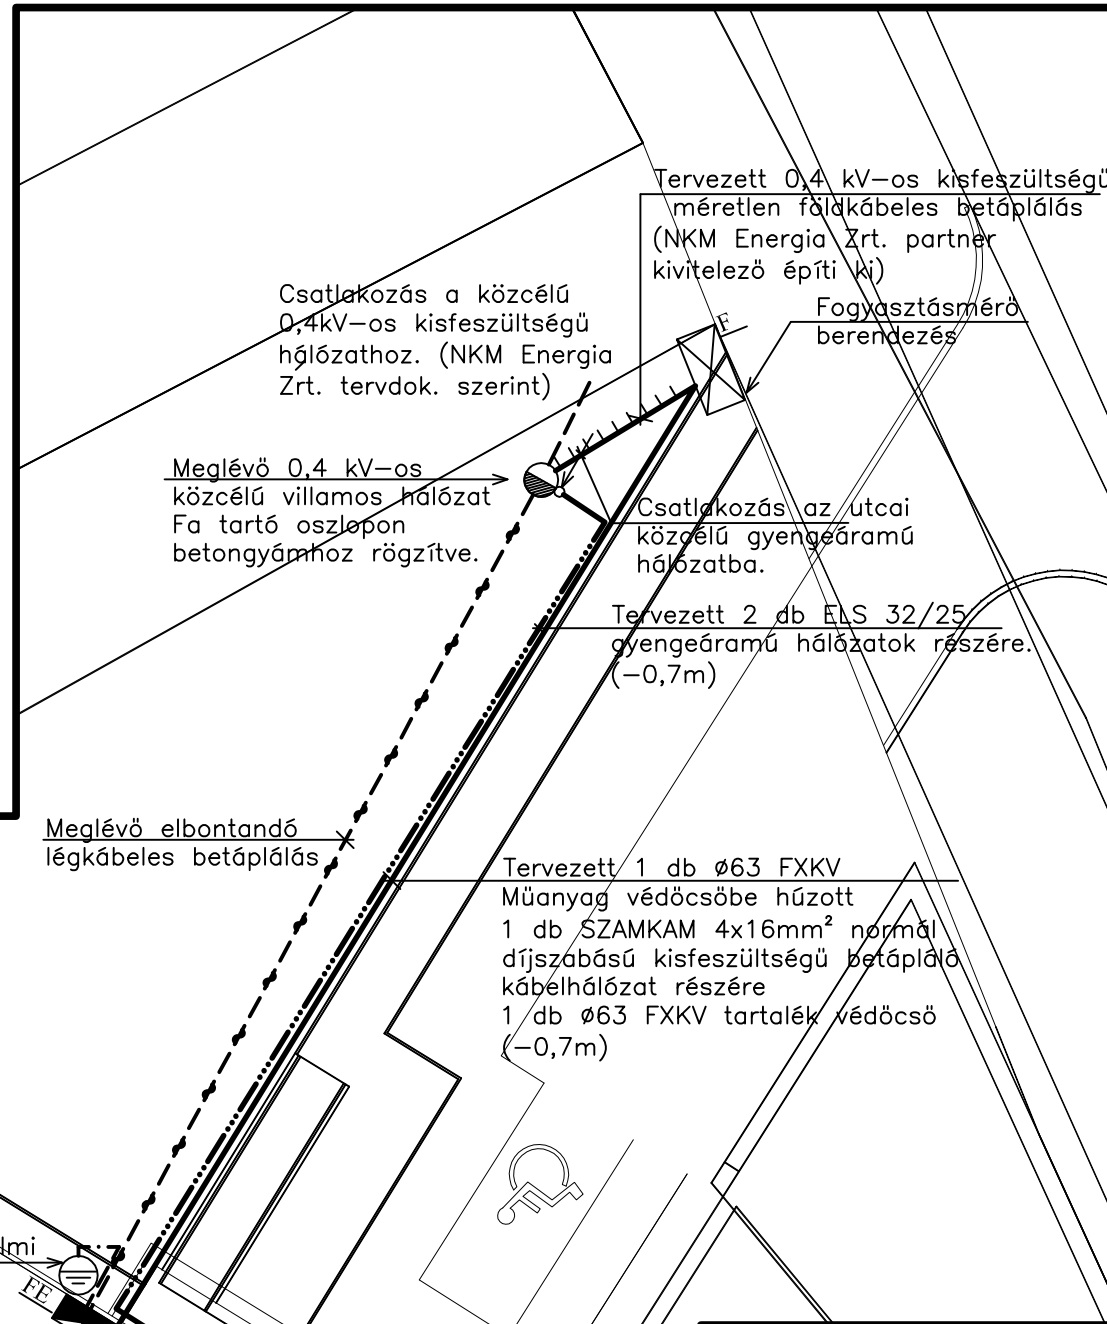 Tervezett 0,4 kV-os kisfeszültségű
méretlen földkábeles betáplálás
(NKM Energia Zrt. partner
kivitelező építi ki)
Csatlakozás a közcélú
0,4kV-os kisfeszültségű
hálózathoz. (NKM Energia
Zrt. tervdok. szerint)
Fogyasztásmérő
berendezés
F
Meglévő 0,4 kV-os
közcélú villamos hálózat
Fa tartó oszlopon
betongyámhoz rögzítve.
Csatlakozás az utcai
közcélú gyengeáramú
hálózatba.
Tervezett 2 db ELS 32/25
gyengeáramú hálózatok részére.
(-0,7m)
Meglévő elbontandó
légkábeles betáplálás
Tervezett 1 db ø63 FXKV
Műanyag védőcsőbe húzott
1 db SZAMKAM 4x16mm² normál
díjszabású kisfeszültségű betápláló
kábelhálózat részére
1 db ø63 FXKV tartalék védőcső
(-0,7m)
lmi
FE